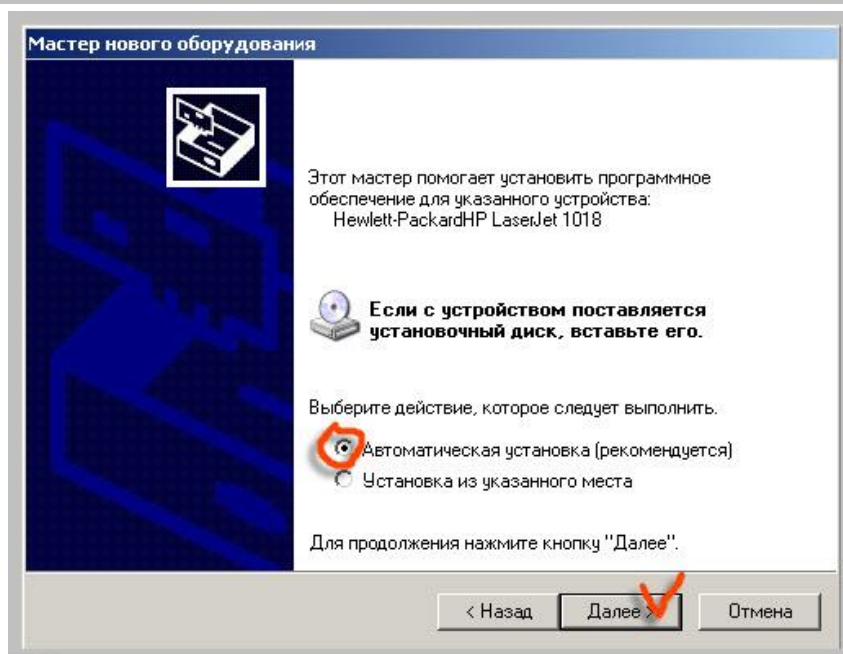 Мастер нового оборудования
Этот мастер помогает установить программное
обеспечение для указанного устройства:
Hewlett-PackardHP LaserJet 1018
Если с устройством поставляется
установочный диск, вставьте его.
Выберите действие, которое следует выполнить.
Автоматическая установка (рекомендуется)
Установка из указанного места
Для продолжения нажмите кнопку "Далее".
< Назад
Далее >
Отмена